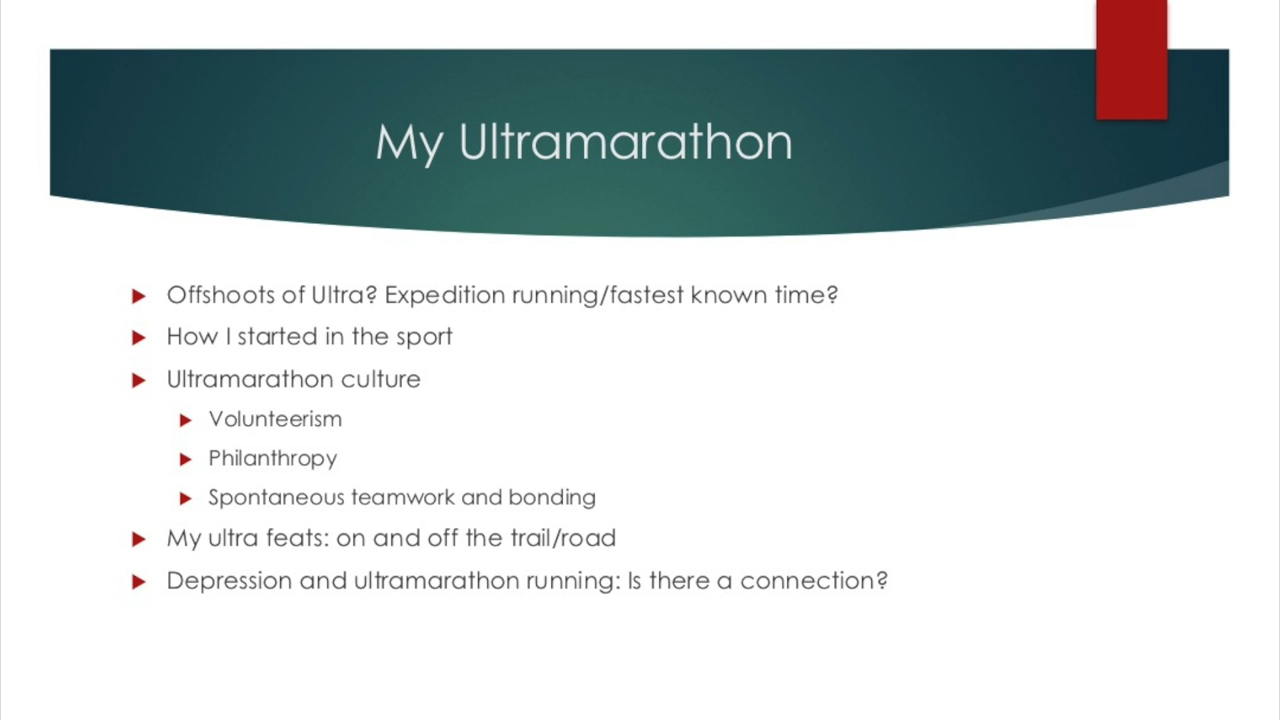 My Ultramarathon
Offshoots of Ultra? Expedition running/fastest known time?
How I started in the sport
Ultramarathon culture
Volunteerism
Philanthropy
Spontaneous teamwork and bonding
My ultra feats: on and off the trail/road
Depression and ultramarathon running: Is there a connection?